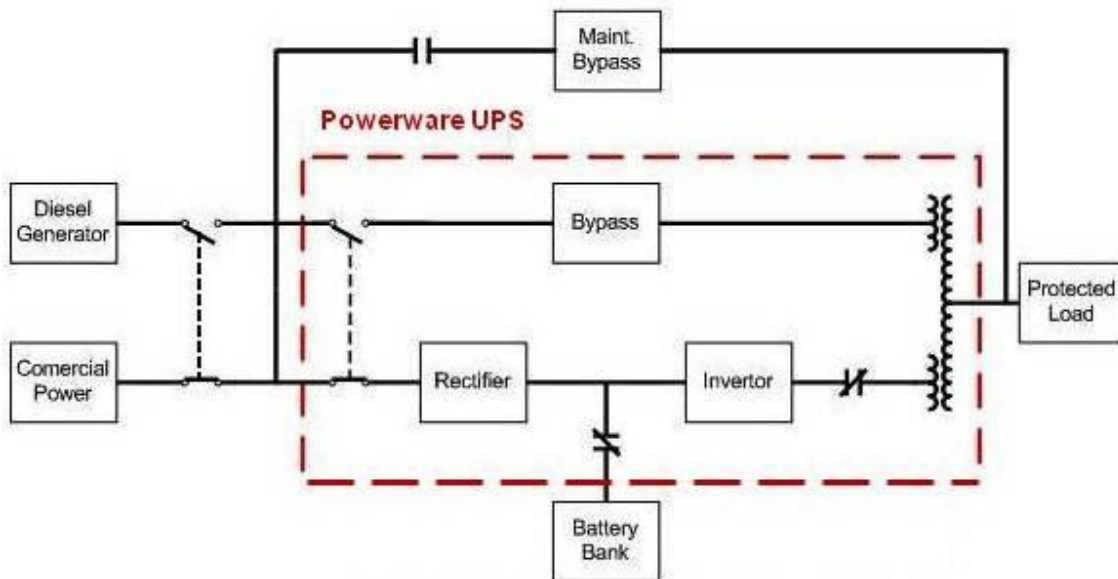 Maint.
Bypass
Powerware UPS
Diesel
Generator
Bypass
Protected
Load
Comercial
Power
Rectifier
Invertor
Battery
Bank